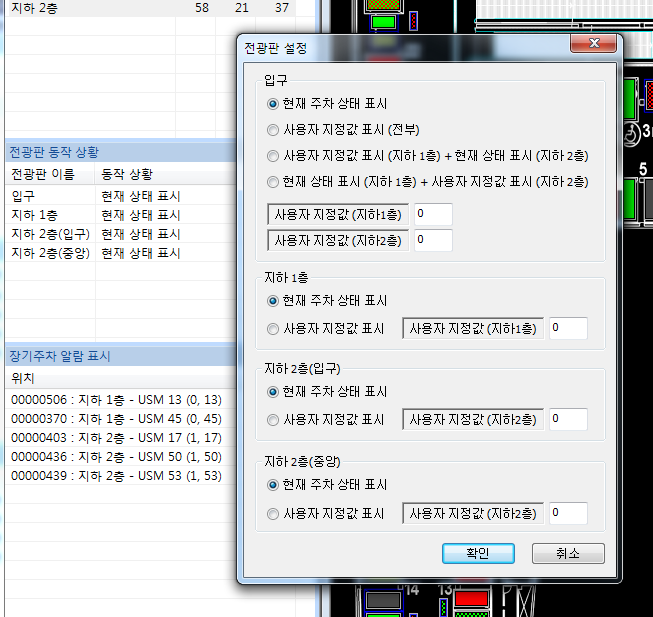 지하 2층 58 21 37
전광판 동작 상황
전광판 이름 동작 상황
입구 현재 상태 표시
지하 1층 현재 상태 표시
지하 2층(입구) 현재 상태 표시
지하 2층(중앙) 현재 상태 표시
장기주차 알람 표시
위치
00000506 : 지하 1층 - USM 13 (0, 13)
00000370 : 지하 1층 - USM 45 (0, 45)
00000403 : 지하 2층 - USM 17 (1, 17)
00000436 : 지하 2층 - USM 50 (1, 50)
00000439 : 지하 2층 - USM 53 (1, 53)
전광판 설정
입구
현재 주차 상태 표시
사용자 지정값 표시 (전부)
사용자 지정값 표시 (지하 1층) + 현재 상태 표시 (지하 2층)
현재 상태 표시 (지하 1층) + 사용자 지정값 표시 (지하 2층)
사용자 지정값 (지하1층) 0
사용자 지정값 (지하2층) 0
지하 1층
현재 주차 상태 표시
사용자 지정값 표시 사용자 지정값 (지하1층) 0
지하 2층(입구)
현재 주차 상태 표시
사용자 지정값 표시 사용자 지정값 (지하2층) 0
지하 2층(중앙)
현재 주차 상태 표시
사용자 지정값 표시 사용자 지정값 (지하2층) 0
확인 취소
5
14 13